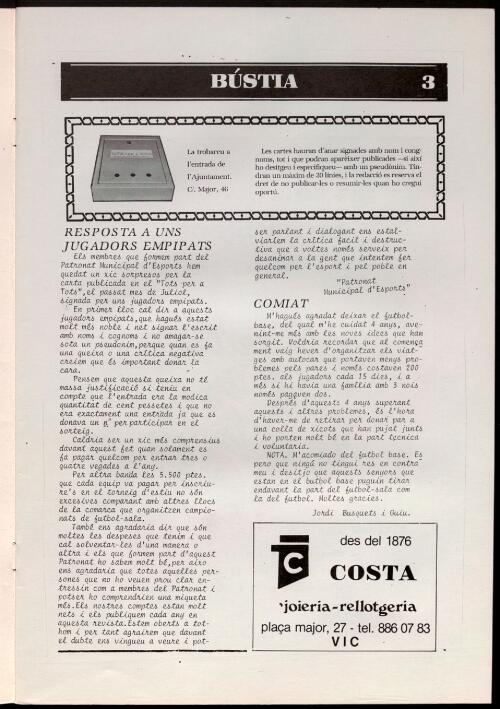 BÚSTIA 3
La trobareu a
l'entrada de
l'Ajuntament.
C/. Major, 46
Les cartes hauran d'anar signades amb nom i cog-
noms, tot i que podran aparèixer publicades —si així
ho desitgeu i especifiqueu— amb un pseudònim. Tin-
dran un màxim de 20 línies, i la redacció es reserva el
dret de no publicar-les o resumir-les quan ho cregui
oportú.
RESPOSTA A UNS
JUGADORS EMPIPATS
Els membres que formem part del
Patronat Municipal d'Esports hem
quedat un xic sorpresos per la
carta publicada en el "Tots per a
Tots", el passat mes de Juliol,
signada per uns jugadors empipats.
En primer lloc cal dir a aquests
jugadors empipats, que hagués estat
molt més noble i net signar l'escrit
amb noms i cognoms i no amagar-se
sota un pseudonim, perque quan es fa
una queixa o una crítica negativa
creiem que és important donar la
cara.
Pensem que aquesta queixa no té
massa justificació si teniu en
compte que l'entrada era la modica
quantitat de cent pessetes i que no
era exactament una entrada ja que es
donava un nº per participar en el
sorteig.
Caldria ser un xic més comprensius
davant aquest fet quan solament es
fa pagar quelcom per entrar tres o
quatre vegades a l'any.
Per altra banda les 5.500 ptes.
que cada equip va pagar per inscriu-
re's en el torneig d'estiu no són
excesives comparant amb altres llocs
de la comarca que organitzen campio-
nats de futbol-sala.
També ens agradaria dir que són
moltes les despeses que tenim i que
cal solventar-les d'una manera o
altra i els que formem part d'aquest
Patronat ho sabem molt bé, per aixo
ens agradaria que totes aquelles per-
sones que no ho veuen prou clar en-
tressin com a membres del Patronat i
potser ho comprendrien una miqueta
més. Els nostres comptes estan molt
nets i els publiquem cada any en
aquesta revista. Estem oberts a tot-
hom i per tant agrairem que davant
el dubte ens vingueu a veure i pot-
ser parlant i dialogant ens estal-
viarIem la crítica facil i destruc-
tiva que a voltes només serveix per
desanimar a la gent que intentem fer
quelcom per l'esport i pel poble en
general.
"Patronat
Municipal d'Esports"
COMIAT
M'hagués agradat deixar el futbol-
base, del qual m'he cuidat 4 anys, ave-
nint-me més amb les noves idees que han
sorgit. Voldria recordar que al comença
ment vaig haver d'organitzar els viat-
ges amb autocar que portaven menys pro-
blemes pels pares i només costaven 200
ptes. als jugadors cada 15 dies, i a
més si hi havia una família amb 3 nois
només pagaven dos.
Després d'aquests 4 anys superant
aquests i altres problemes, és l'hora
d'haver-me de retirar per donar pas a
una colla de xicots que han pujat junts
i ho porten molt bé en la part tçcnica
i voluntaria.
NOTA. M'acomiado del futbol base. Es
pero que ningú no tingui res en contra
meu i desitjo que aquests senyors que
estan en el butbol base puguin tirar
endavant la part del futbol-sala com
la del futbol. Moltes gràcies.
Jordi Busquets i Guiu.
TC
des del 1876
COSTA
joieria-rellotgeria
plaça major, 27 - tel. 886 07 83
VIC